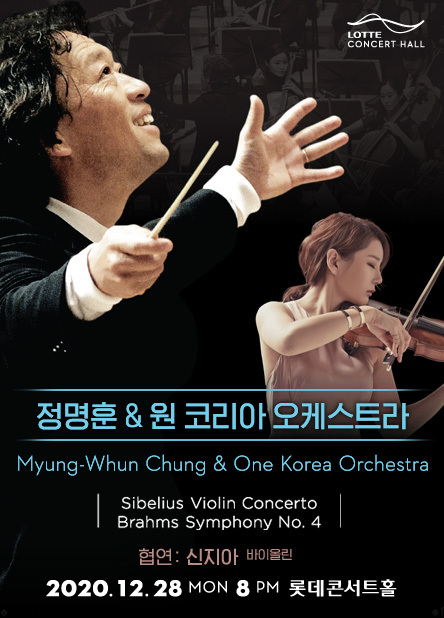 LOTTE
CONCERT HALL
정명훈 & 원 코리아 오케스트라
Myung-Whun Chung & One Korea Orchestra
Sibelius Violin Concerto
Brahms Symphony No. 4
협연: 신지아 바이올린
2020. 12. 28 MON 8 PM 롯데콘서트홀